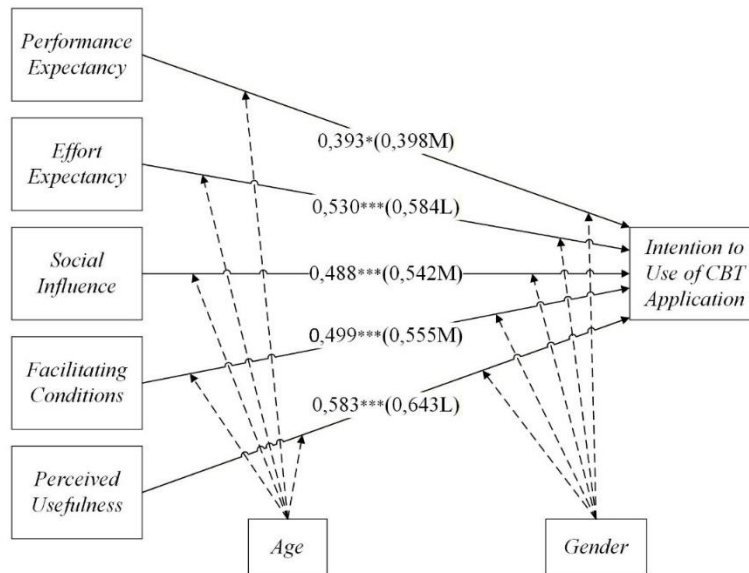 Performance
Expectancy
0,393*(0,398M)
Effort
Expectancy
0,530***(0,584L)
Social
Influence
0,488***(0,542M)
Intention to
Use of CBT
Application
0,499***(0,555M)
Facilitating
Conditions
0,583***(0,643L)
Perceived
Usefulness
Age
Gender